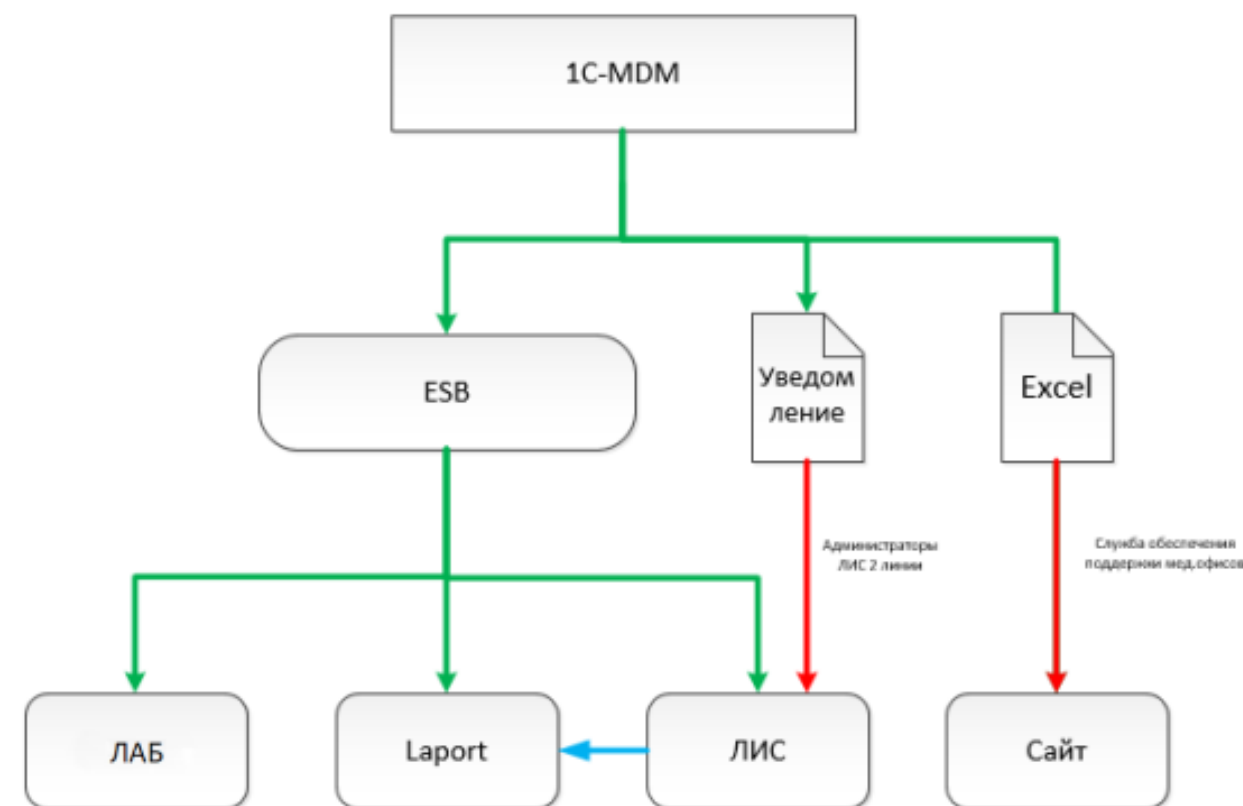 1C-MDM
ESB
Уведом
ление
Excel
Администраторы
ЛИС 2 линии
Служба обеспечения
поддержки мед.офисов
ЛАБ
Laport
ЛИС
Сайт